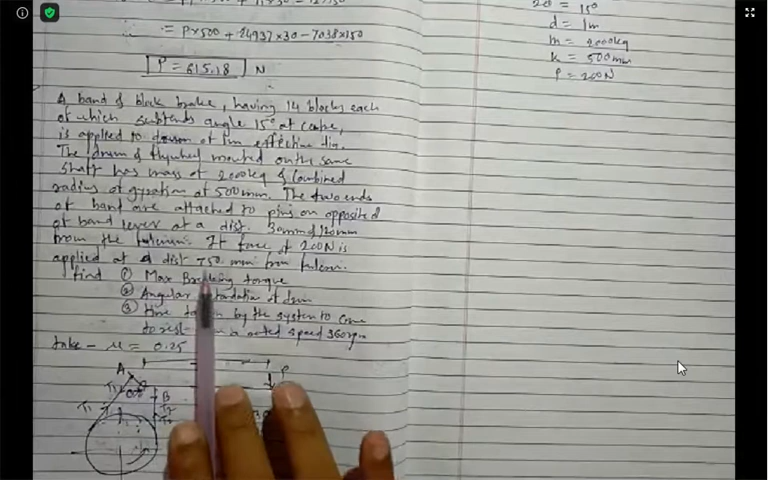 = P×500 + 24937×30 - 7038×150
P = 615.18 N
A band & block brake, having 14 blocks each
of which subtends angle 15° at centre,
is applied to drum of 1m effective dia.
The drum & flywheel mounted on the same
shaft has mass of 2000kg & combined
radius of gyration of 500mm. The two ends
of band are attached to pins on opposite
of band lever at a dist. 30mm & 120mm
from the fulcrum. If force of 200N is
applied at a dist 750 mm from fulcrum.
find ① Max Breaking torque
② Angular retardation of drum
③ time by the system to come
to rest a rated speed 360rpm
take - μ = 0.25
A
P
B
T1
T2
2θ = 15°
d = 1m
m = 2000kg
k = 500mm
P = 200N